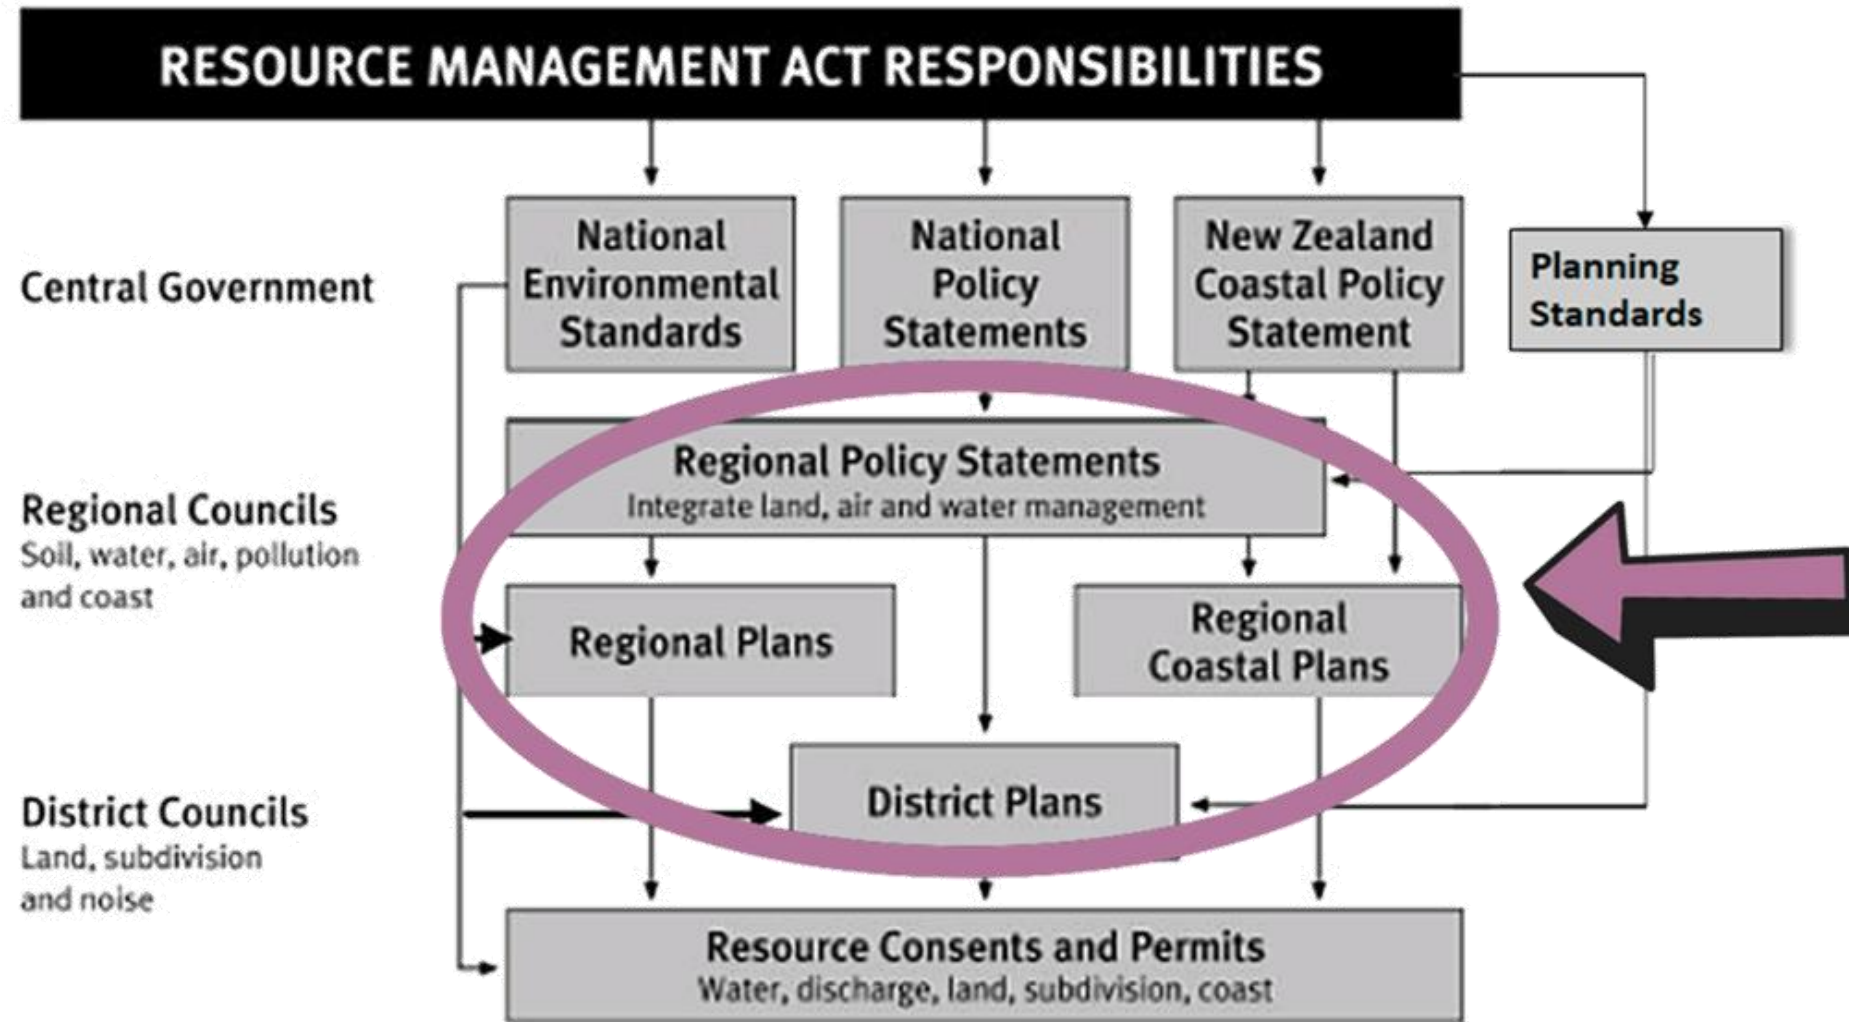 RESOURCE MANAGEMENT ACT RESPONSIBILITIES
Central Government
National
Environmental
Standards
National
Policy
Statements
New Zealand
Coastal Policy
Statement
Planning
Standards
Regional Councils
Soil, water, air, pollution
and coast
Regional Policy Statements
Integrate land, air and water management
Regional Plans
Regional
Coastal Plans
District Councils
Land, subdivision
and noise
District Plans
Resource Consents and Permits
Water, discharge, land, subdivision, coast